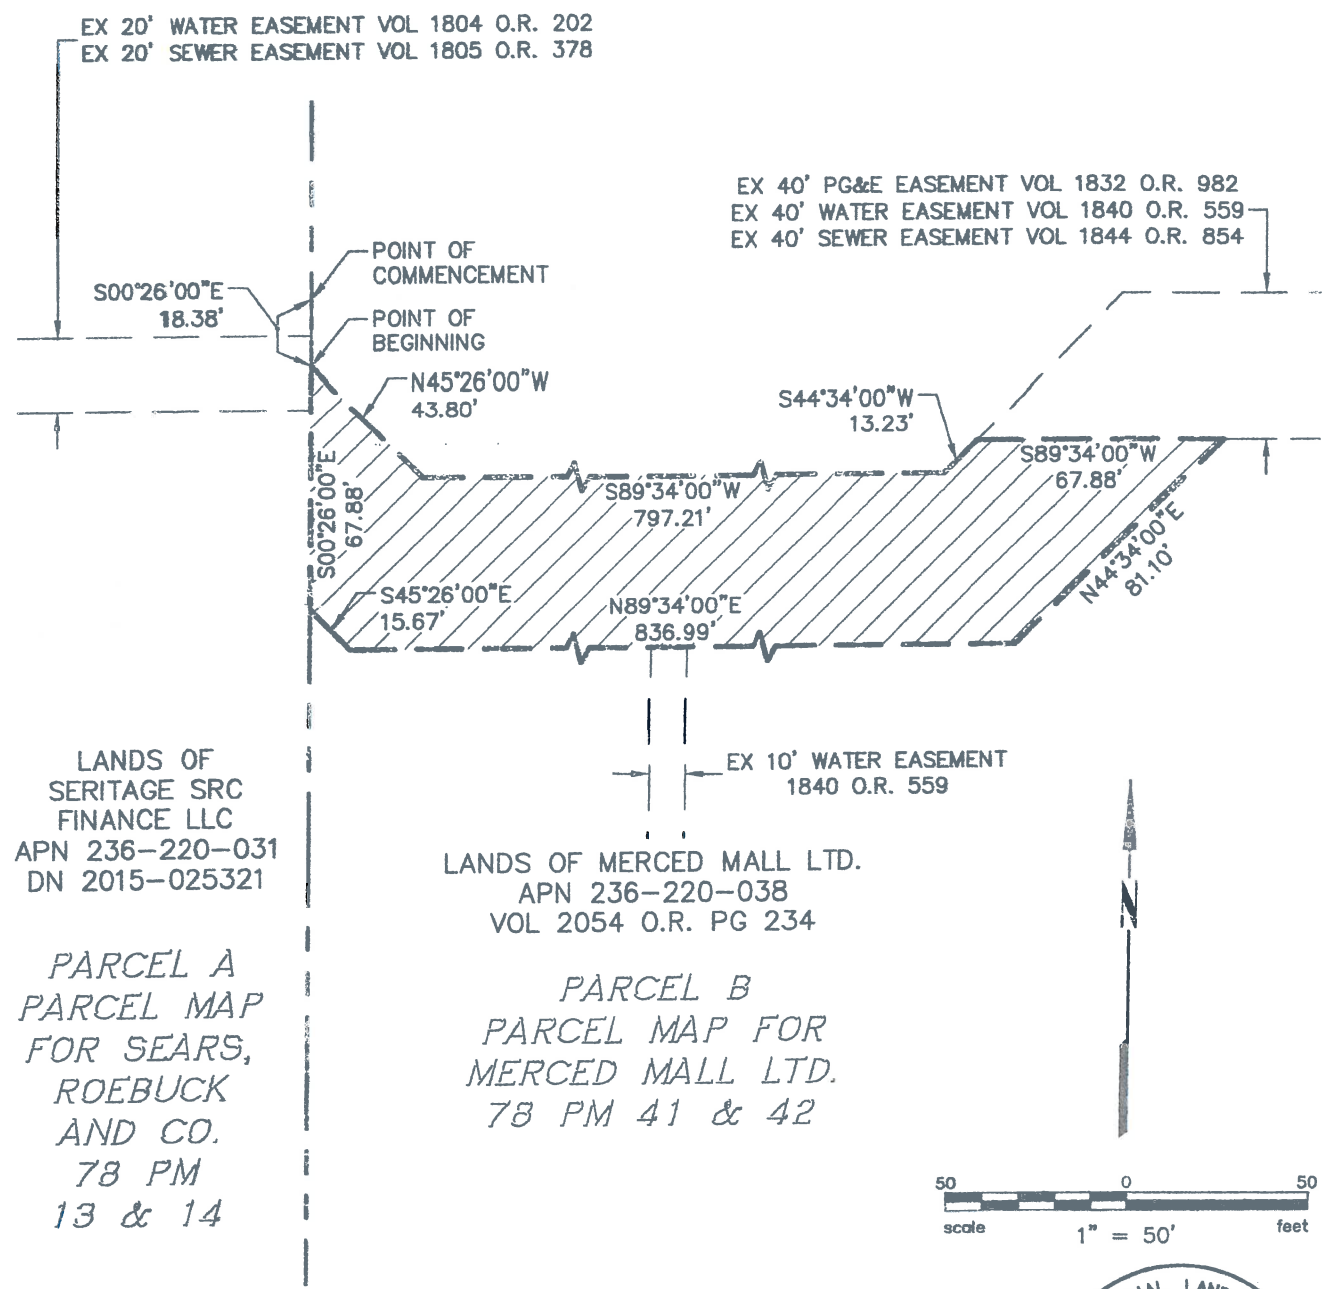 EX 20' WATER EASEMENT VOL 1804 O.R. 202
EX 20' SEWER EASEMENT VOL 1805 O.R. 378
EX 40' PG&E EASEMENT VOL 1832 O.R. 982
EX 40' WATER EASEMENT VOL 1840 O.R. 559
EX 40' SEWER EASEMENT VOL 1844 O.R. 854
POINT OF
COMMENCEMENT
S00°26'00"E
18.38'
POINT OF
BEGINNING
N45°26'00"W
43.80'
S44°34'00"W
13.23'
S89°34'00"W
67.88'
S00°26'00"E
67.88'
S89°34'00"W
797.21'
N44°34'00"E
81.10'
S45°26'00"E
15.67'
N89°34'00"E
836.99'
EX 10' WATER EASEMENT
1840 O.R. 559
LANDS OF
SERITAGE SRC
FINANCE LLC
APN 236-220-031
DN 2015-025321
LANDS OF MERCED MALL LTD.
APN 236-220-038
VOL 2054 O.R. PG 234
PARCEL A
PARCEL MAP
FOR SEARS,
ROEBUCK
AND CO.
78 PM
13 & 14
PARCEL B
PARCEL MAP FOR
MERCED MALL LTD.
78 PM 41 & 42
N
50 0 50
scale 1" = 50' feet
LAND